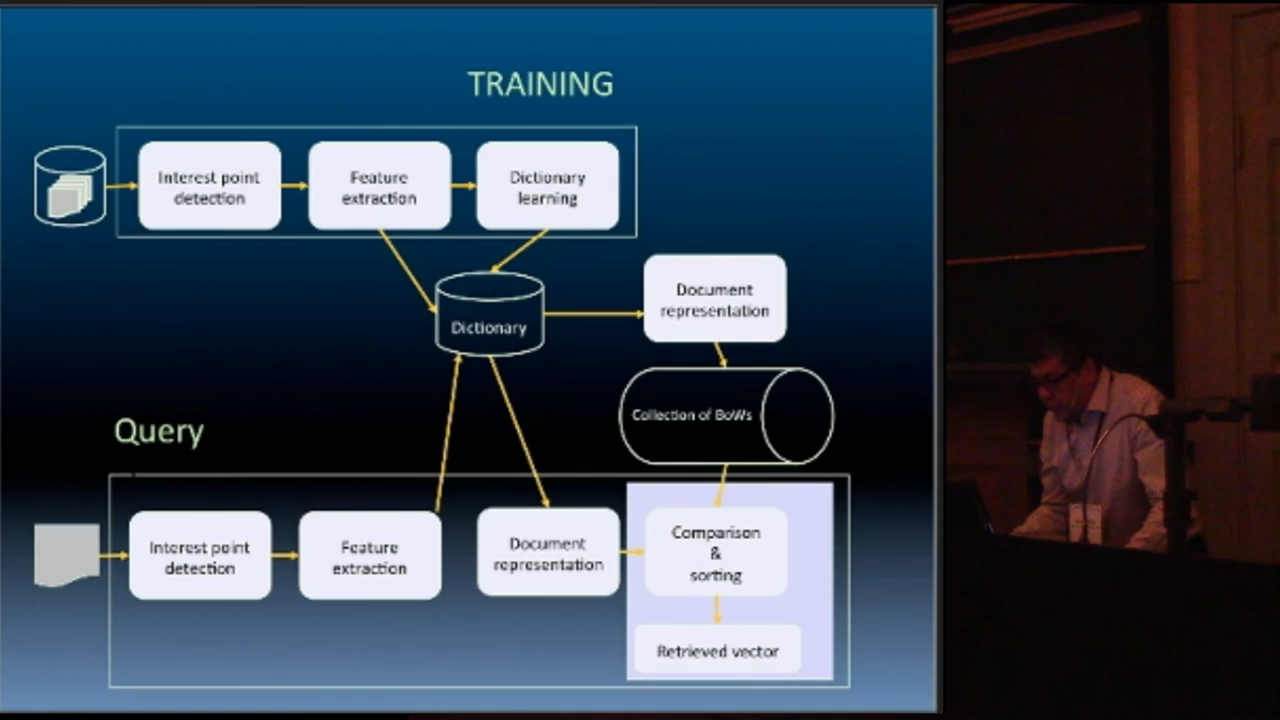 TRAINING
Interest point
detection
Feature
extraction
Dictionary
learning
Dictionary
Document
representation
Collection of BoWs
Query
Interest point
detection
Feature
extraction
Document
representation
Comparison
&
sorting
Retrieved vector